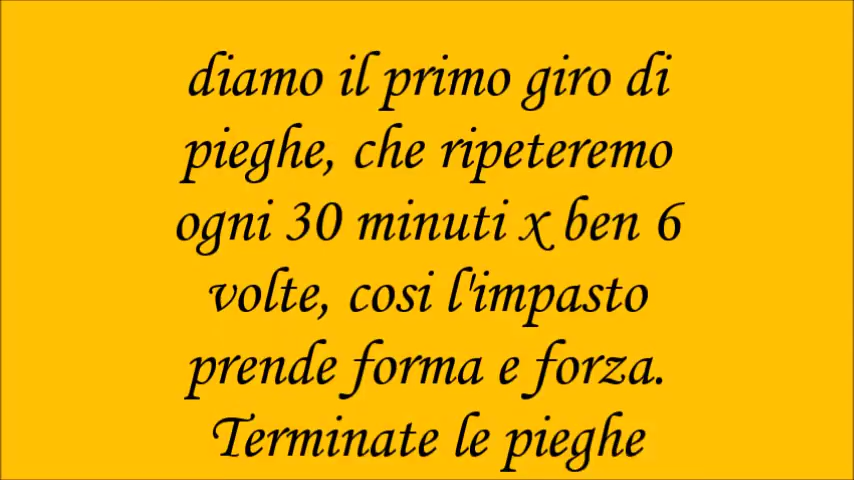 diamo il primo giro di
pieghe, che ripeteremo
ogni 30 minuti x ben 6
volte, cosi l'impasto
prende forma e forza.
Terminate le pieghe